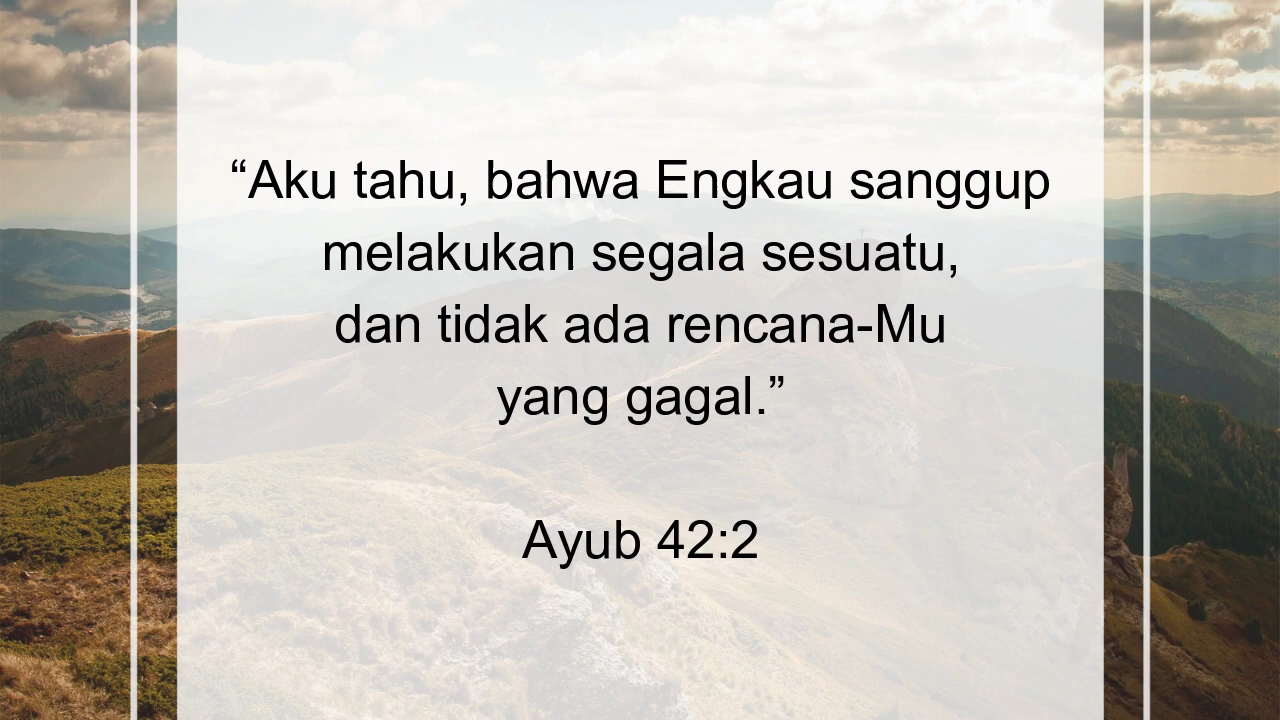 “Aku tahu, bahwa Engkau sanggup
melakukan segala sesuatu,
dan tidak ada rencana-Mu
yang gagal.”
Ayub 42:2